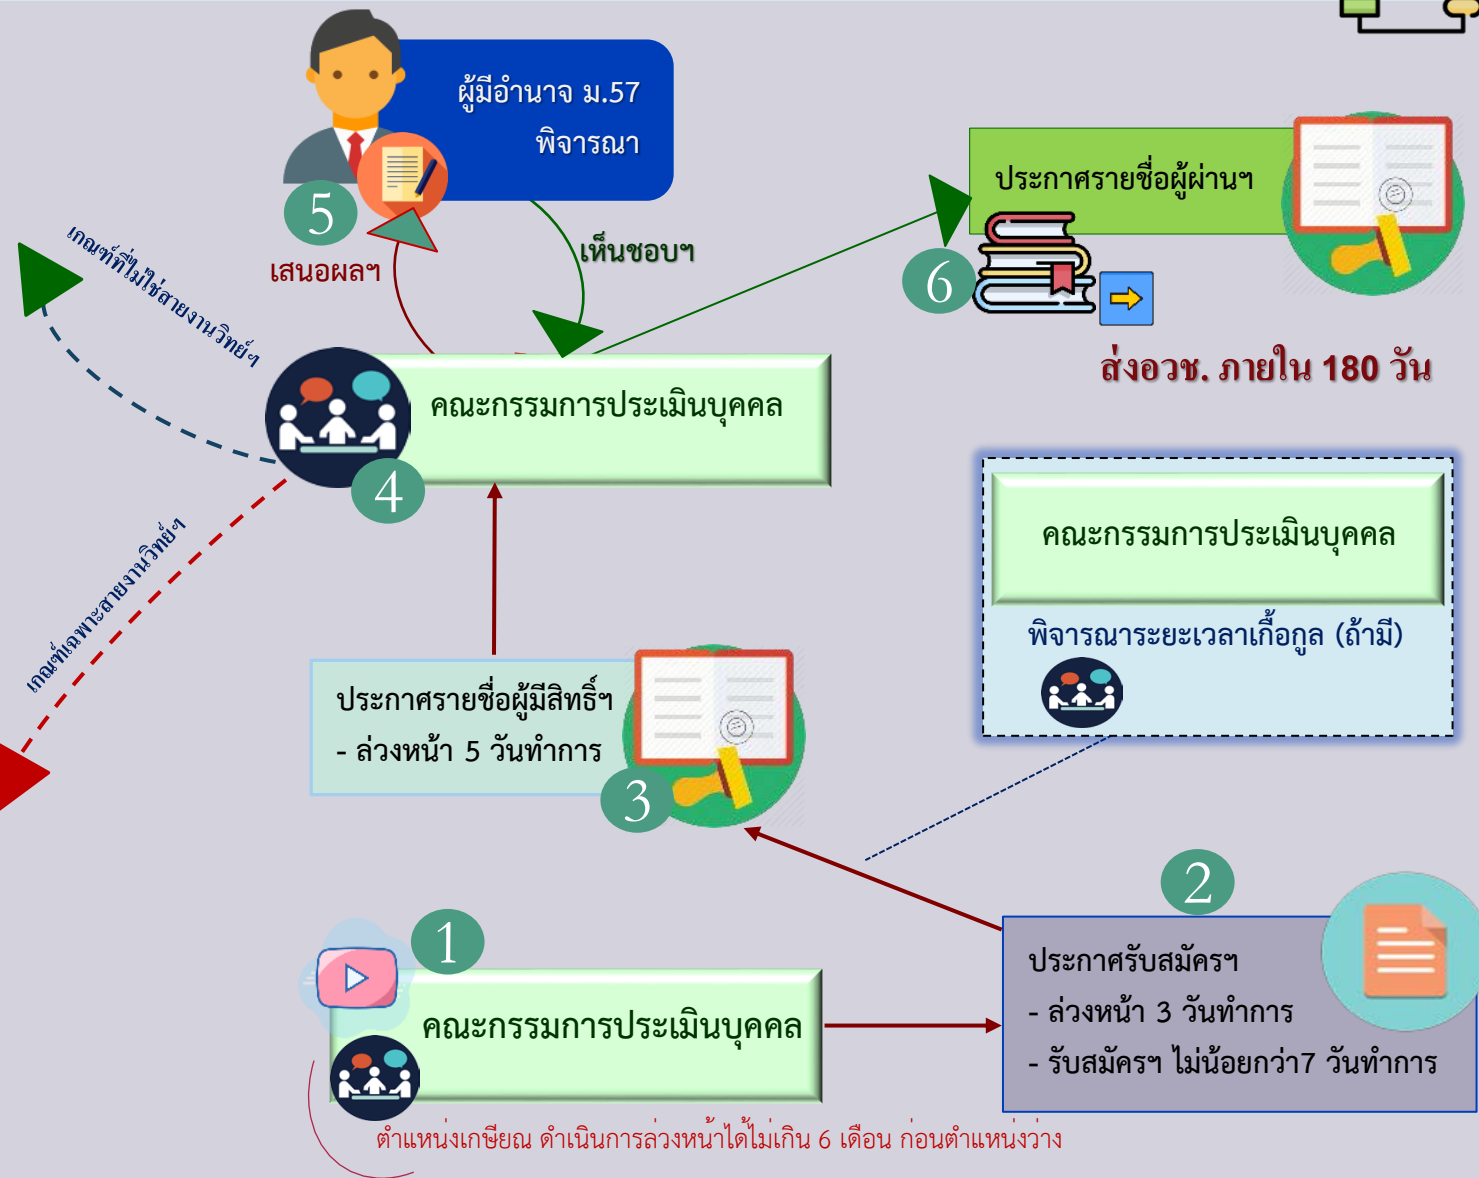 ผู้มีอำนาจ ม.57
พิจารณา
5
เสนอผลฯ
เห็นชอบฯ
ประกาศรายชื่อผู้ผ่านฯ
6
ส่งอวช. ภายใน 180 วัน
เกณฑ์ที่ไม่ใช่สายงานวิทย์ฯ
คณะกรรมการประเมินบุคคล
4
เกณฑ์เฉพาะสายงานวิทย์ฯ
คณะกรรมการประเมินบุคคล
พิจารณาระยะเวลาเกื้อกูล (ถ้ามี)
ประกาศรายชื่อผู้มีสิทธิ์ฯ
- ล่วงหน้า 5 วันทำการ
3
2
ประกาศรับสมัครฯ
- ล่วงหน้า 3 วันทำการ
- รับสมัครฯ ไม่น้อยกว่า7 วันทำการ
1
คณะกรรมการประเมินบุคคล
ตำแหน่งเกษียณ ดำเนินการล่วงหน้าได้ไม่เกิน 6 เดือน ก่อนตำแหน่งว่าง